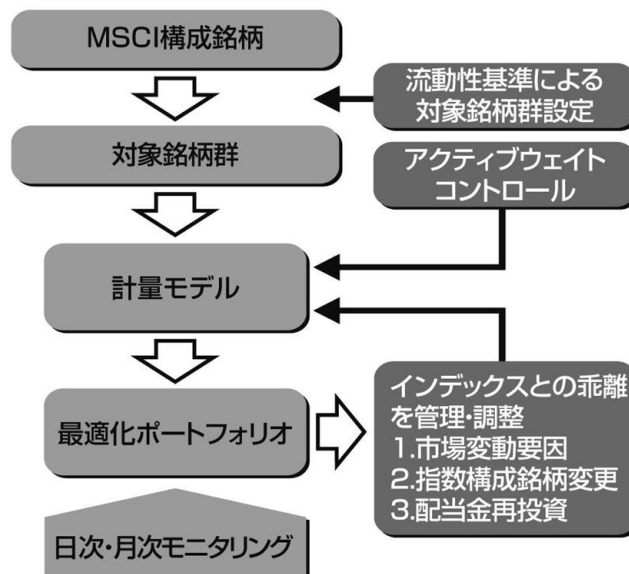 MSCI構成銘柄
流動性基準による
対象銘柄群設定
対象銘柄群
アクティブウェイト
コントロール
計量モデル
最適化ポートフォリオ
インデックスとの乖離
を管理・調整
1.市場変動要因
2.指数構成銘柄変更
3.配当金再投資
日次・月次モニタリング